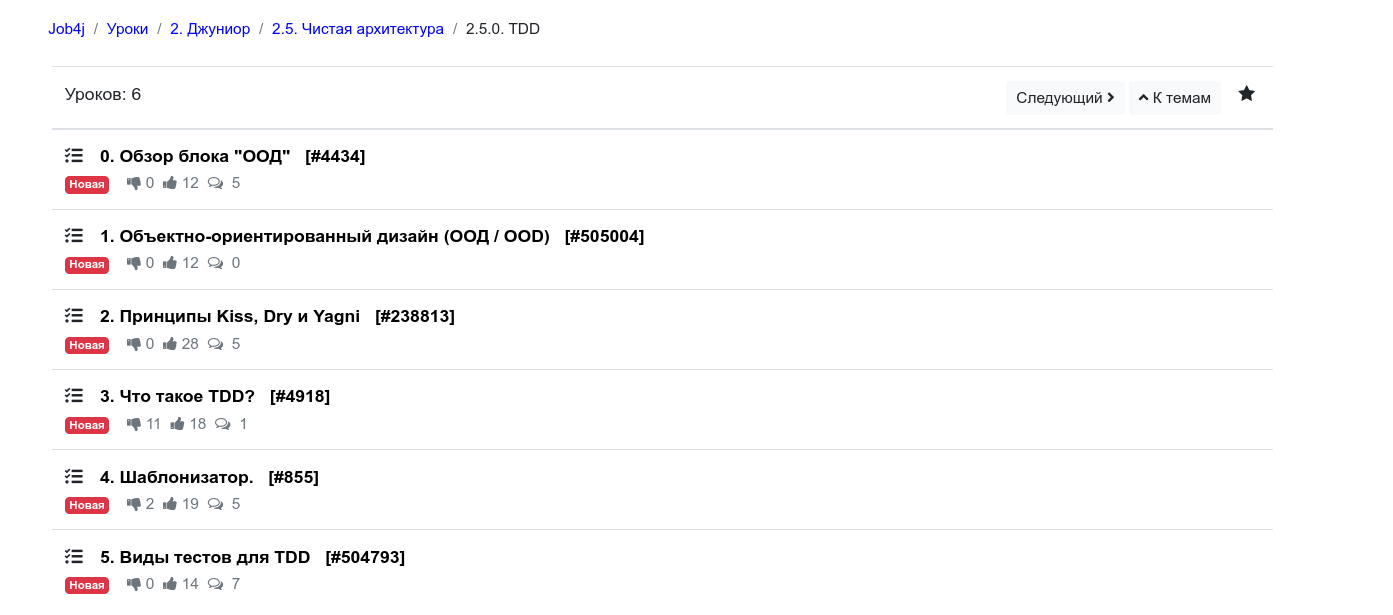 Job4j / Уроки / 2. Джуниор / 2.5. Чистая архитектура / 2.5.0. TDD
Уроков: 6 Следующий К темам
0. Обзор блока "ООД" [#4434]
Новая 0 12 5
1. Объектно-ориентированный дизайн (ООД / OOD) [#505004]
Новая 0 12 0
2. Принципы Kiss, Dry и Yagni [#238813]
Новая 0 28 5
3. Что такое TDD? [#4918]
Новая 11 18 1
4. Шаблонизатор. [#855]
Новая 2 19 5
5. Виды тестов для TDD [#504793]
Новая 0 14 7